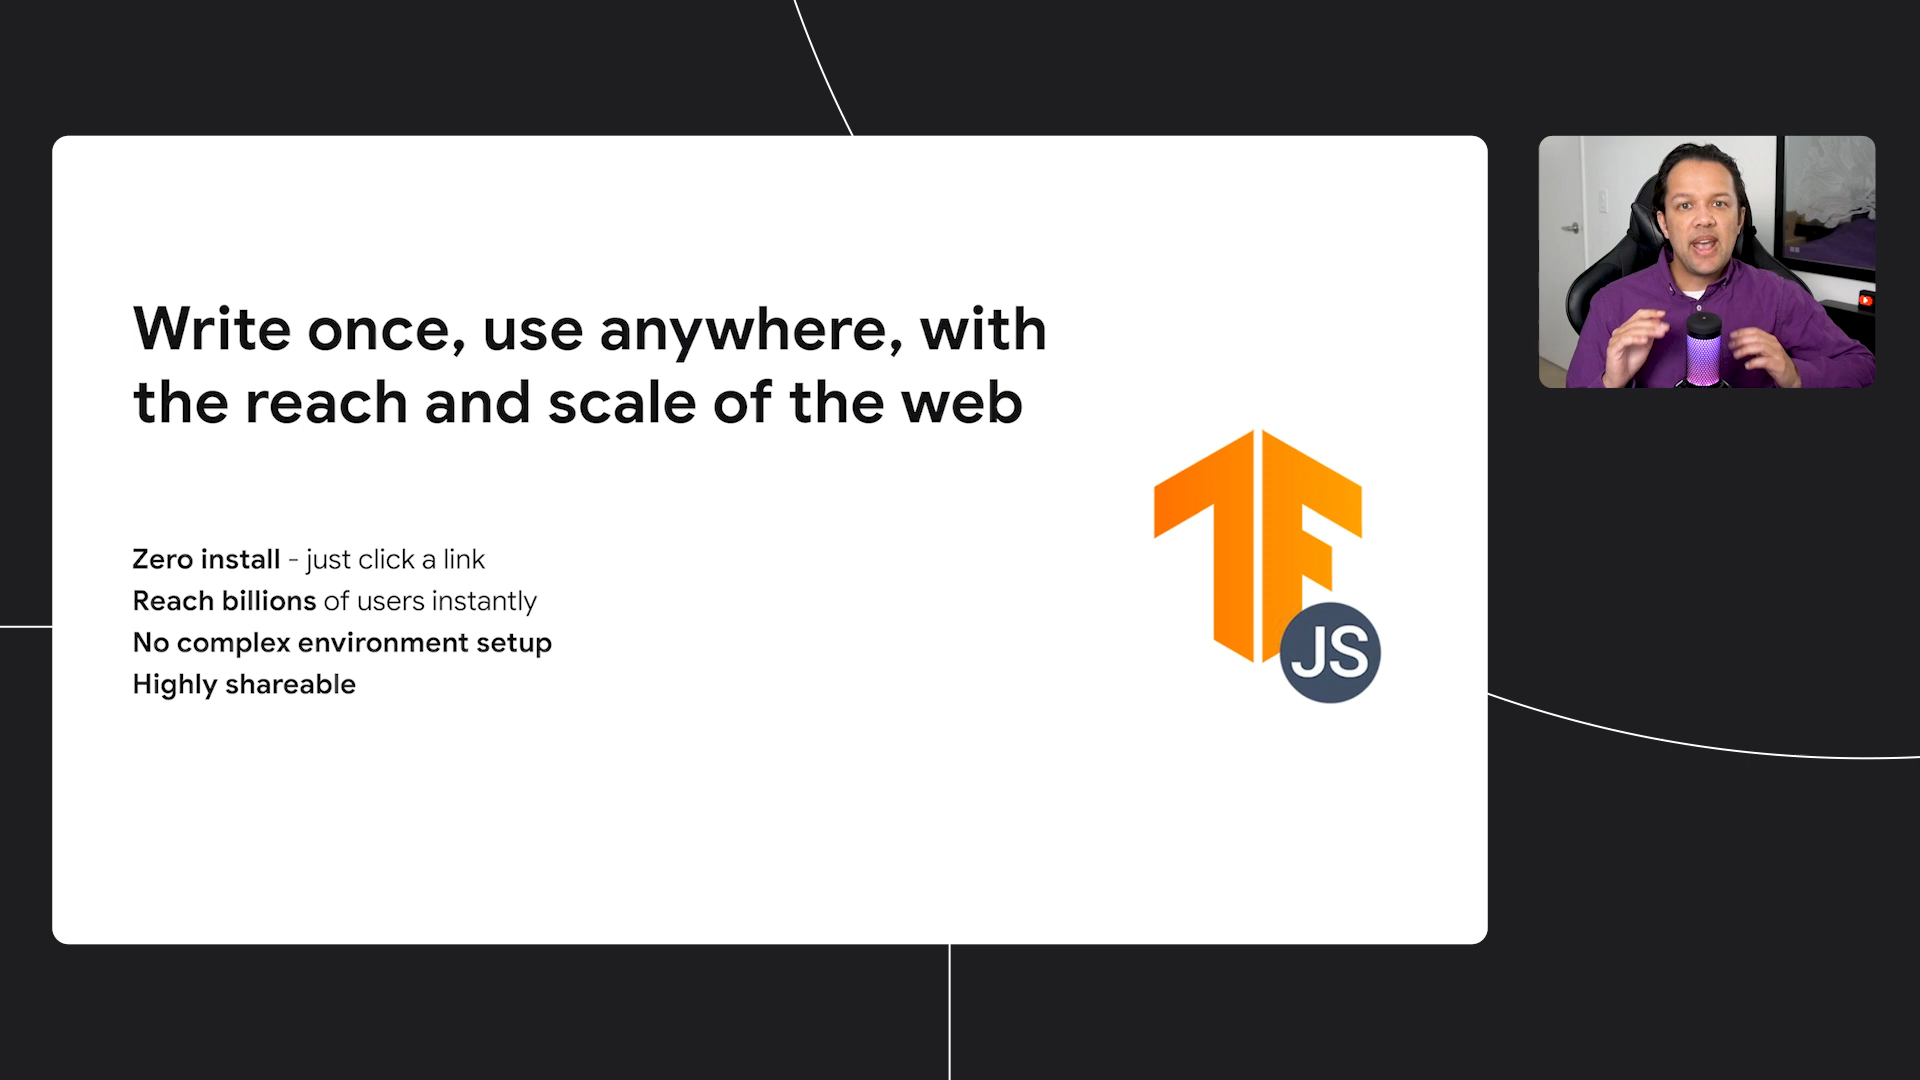 Write once, use anywhere, with
the reach and scale of the web
Zero install - just click a link
Reach billions of users instantly
No complex environment setup
Highly shareable
JS